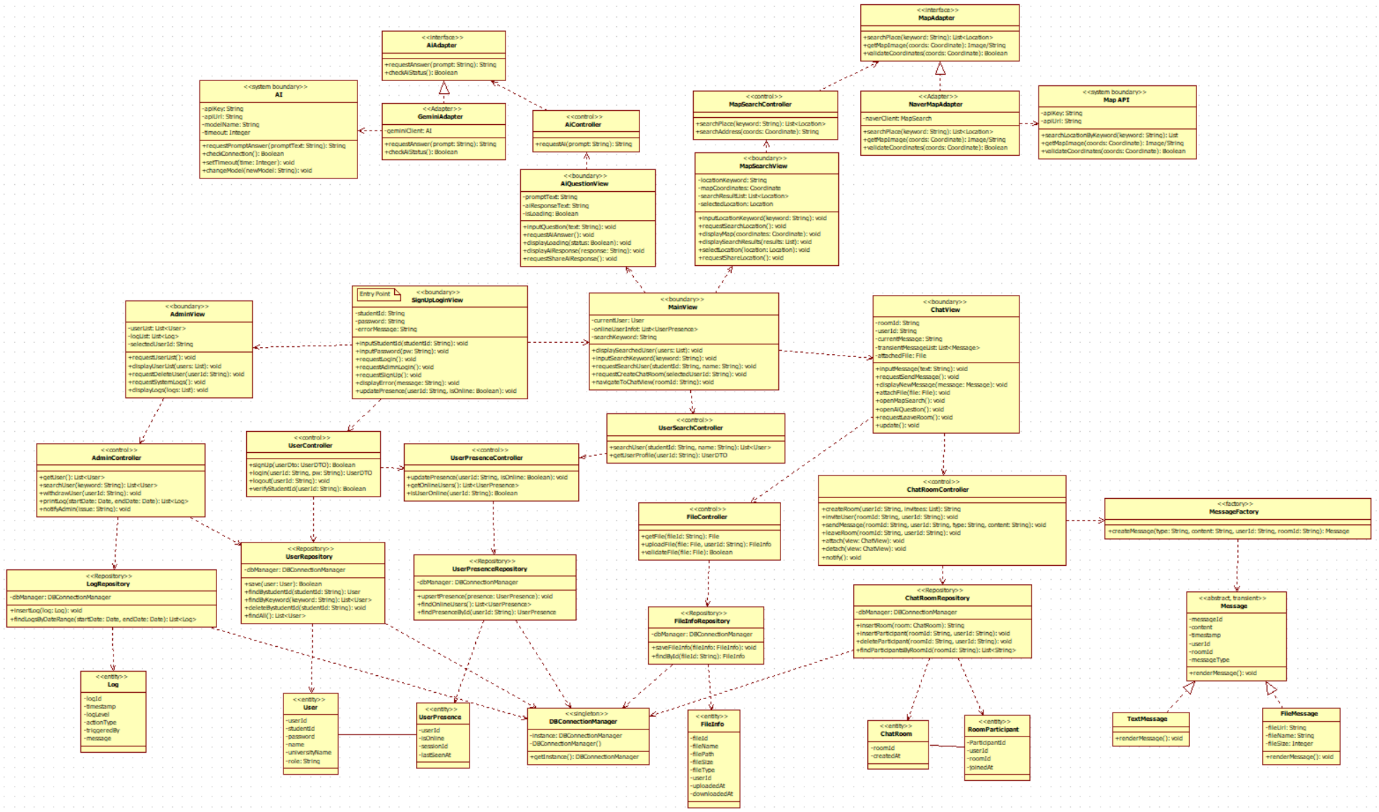 <<interface>>
MapAdapter
+searchPlace(keyword: String): List<Location>
+getMapImage(coords: Coordinate): Image/String
+validateCoordinates(coords: Coordinate): Boolean
<<interface>>
AiAdapter
+requestAnswer(prompt: String): String
+checkAiStatus(): Boolean
<<system boundary>>
AI
-apiKey: String
-apiUrl: String
-modelName: String
-timeout: Integer
+requestPromptAnswer(promptText: String): String
+checkConnection(): Boolean
+setTimeout(time: Integer): void
+changeModel(newModel: String): void
<<Adapter>>
GeminiAdapter
-geminiClient: AI
+requestAnswer(prompt: String): String
+checkAiStatus(): Boolean
<<control>>
AiController
+requestAi(prompt: String): String
<<control>>
MapSearchController
+searchPlace(keyword: String): List<Location>
+searchAddress(coords: Coordinate): String
<<Adapter>>
NaverMapAdapter
-naverClient: MapSearch
+searchPlace(keyword: String): List<Location>
+getMapImage(coords: Coordinate): Image/String
+validateCoordinates(coords: Coordinate): Boolean
<<system boundary>>
Map API
-apiKey: String
-apiUrl: String
+searchLocationByKeyword(keyword: String): List
+getMapImage(coords: Coordinate): Image/String
+validateCoordinates(coords: Coordinate): Boolean
<<boundary>>
AIQuestionView
-promptText: String
-aiResponseText: String
-isLoading: Boolean
+inputQuestion(text: String): void
+requestAiAnswer(): void
+displayLoading(status: Boolean): void
+displayAiResponse(response: String): void
+requestShareAiResponse(): void
<<boundary>>
MapSearchView
-locationKeyword: String
-mapCoordinates: Coordinate
-searchResultList: List<Location>
-selectedLocation: Location
+inputLocationKeyword(keyword: String): void
+requestSearchLocation(): void
+displayMap(coordinates: Coordinate): void
+displaySearchResults(results: List): void
+selectLocation(location: Location): void
+requestShareLocation(): void
<<boundary>>
AdminView
-userList: List<User>
-logList: List<Log>
-selectedUserId: String
+requestUserList(): void
+displayUserList(users: List): void
+requestDeleteUser(userId: String): void
+requestSystemLogs(): void
+displayLogs(logs: List): void
Entry Point
<<boundary>>
SignUpLoginView
-studentId: String
-password: String
-errorMessage: String
+inputStudentId(studentId: String): void
+inputPassword(pw: String): void
+requestLogin(): void
+requestAdminLogin(): void
+requestSignUp(): void
+displayError(message: String): void
+updatePresence(userId: String, isOnline: Boolean): void
<<boundary>>
MainView
-currentUser: User
-onlineUserInfot: List<UserPresence>
-searchKeyword: String
+displaySearchedUser(users: List): void
+inputSearchKeyword(keyword: String): void
+requestSearchUser(studentId: String, name: String): void
+requestCreateChatRoom(selectedUserId: String): void
+navigateToChatView(roomId: String): void
<<boundary>>
ChatView
-roomId: String
-userId: String
-currentMessage: String
-transientMessageList: List<Message>
-attachedFile: File
+inputMessage(text: String): void
+requestSendMessage(): void
+displayNewMessage(message: Message): void
+attachFile(file: File): void
+openMapSearch(): void
+openAiQuestion(): void
+requestLeaveRoom(): void
+update(): void
<<control>>
AdminController
+getUser(): List<User>
+searchUser(keyword: String): List<User>
+withdrawUser(userId: String): void
+printLog(startDate: Date, endDate: Date): List<Log>
+notifyAdmin(issue: String): void
<<control>>
UserController
+signUp(userDto: UserDTO): Boolean
+login(userId: String, pw: String): UserDTO
+logout(userId: String): void
+verifyStudentId(userId: String): Boolean
<<control>>
UserPresenceController
+updatePresence(userId: String, isOnline: Boolean): void
+getOnlineUsers(): List<UserPresence>
+isUserOnline(userId: String): Boolean
<<control>>
UserSearchController
+searchUser(studentId: String, name: String): List<User>
+getUserProfile(userId: String): UserDTO
<<control>>
FileController
+getFile(fileId: String): File
+uploadFile(file: File, userId: String): FileInfo
+validateFile(file: File): Boolean
<<control>>
ChatRoomController
+createRoom(userId: String, invitees: List): String
+inviteUser(roomId: String, userId: String): void
+sendMessage(roomId: String, userId: String, type: String, content: String): void
+leaveRoom(roomId: String, userId: String): void
+attach(view: ChatView): void
+detach(view: ChatView): void
+notify(): void
<<factory>>
MessageFactory
+createMessage(type: String, content: String, userId: String, roomId: String): Message
<<Repository>>
LogRepository
-dbManager: DBConnectionManager
+insertLog(log: Log): void
+findLogsByDateRange(startDate: Date, endDate: Date): List<Log>
<<Repository>>
UserRepository
-dbManager: DBConnectionManager
+save(user: User): Boolean
+findBystudentId(studentId: String): User
+findByKeyword(keyword: String): List<User>
+deleteBystudentId(studentId: String): void
+findAll(): List<User>
<<Repository>>
UserPresenceRepository
-dbManager: DBConnectionManager
+upsertPresence(presence: UserPresence): void
+findOnlineUsers(): List<UserPresence>
+findPresenceById(userId: String): UserPresence
<<Repository>>
FileInfoRepository
-dbManager: DBConnectionManager
+saveFileInfo(fileInfo: FileInfo): void
+findById(fileId: String): FileInfo
<<Repository>>
ChatRoomRepository
-dbManager: DBConnectionManager
+insertRoom(room: ChatRoom): String
+insertParticipant(roomId: String, userId: String): void
+deleteParticipant(roomId: String, userId: String): void
+findParticipantsByRoomId(roomId: String): List<String>
<<abstract, transient>>
Message
-messageId
-content
-timestamp
-userId
-roomId
-messageType
+renderMessage(): void
<<entity>>
Log
-logId
-timestamp
-logLevel
-actionType
-triggeredBy
-message
<<entity>>
User
-userId
-studentId
-password
-name
-universityName
-role: String
<<entity>>
UserPresence
-userId
-isOnline
-sessionId
-lastSeenAt
<<singleton>>
DBConnectionManager
-instance: DBConnectionManager
-DBConnectionManager()
+getInstance(): DBConnectionManager
<<entity>>
FileInfo
-fileId
-fileName
-filePath
-fileSize
-fileType
-userId
-uploadedAt
-downloadedAt
<<entity>>
ChatRoom
-roomId
-createdAt
<<entity>>
RoomParticipant
-ParticipantId
-userId
-roomId
-joinedAt
TextMessage
+renderMessage(): void
FileMessage
-fileUrl: String
-fileName: String
-fileSize: Integer
+renderMessage(): void